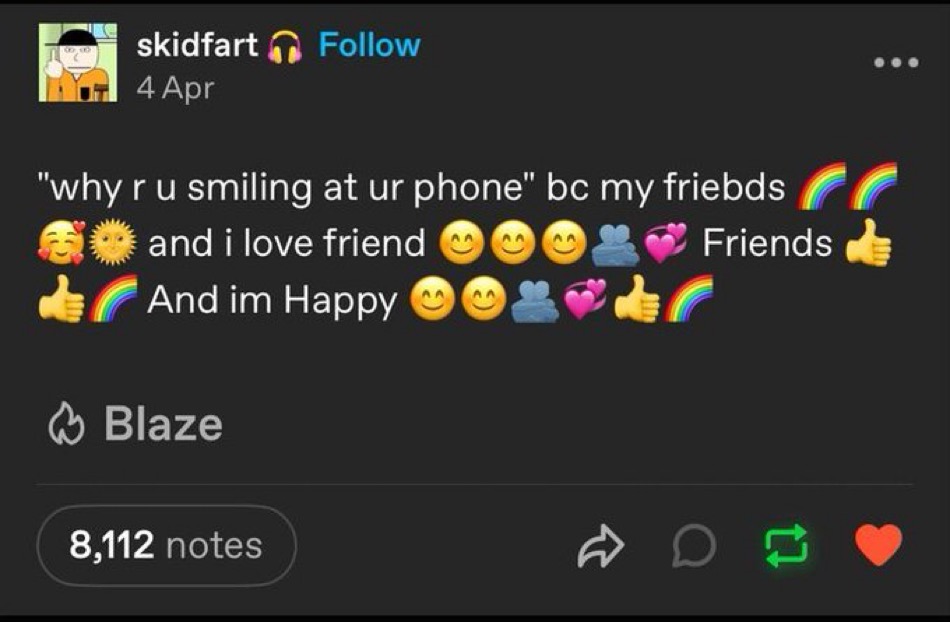 skidfart 🎧 Follow
4 Apr
"why r u smiling at ur phone" bc my friebds 🌈🌈
🥰🌞 and i love friend 😊😊😊🫂💞 Friends 👍
👍🌈 And im Happy 😊😊🫂💞👍🌈
Blaze
8,112 notes